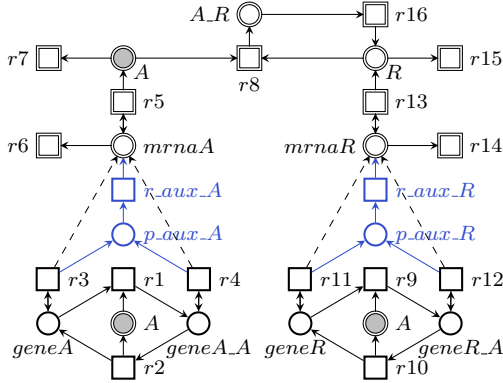 A_R r16
r7 A r8 R r15
r5 r13
r6 mrnaA mrnaR r14
r_aux_A r_aux_R
p_aux_A p_aux_R
r3 r1 r4 r11 r9 r12
geneA A geneA_A geneR A geneR_A
r2 r10